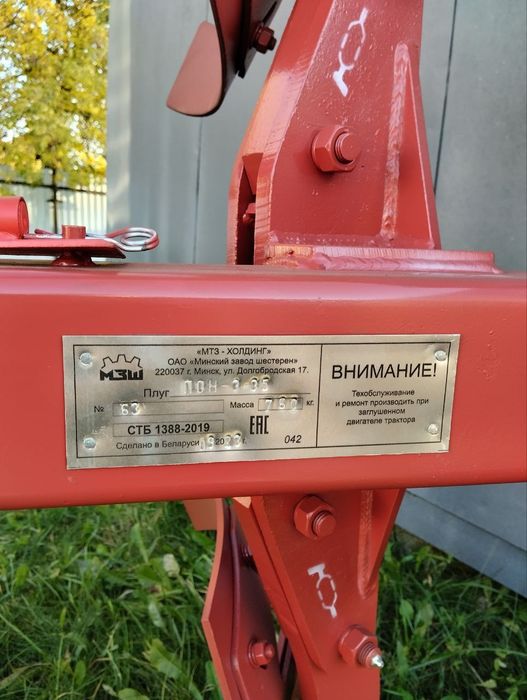 «МТЗ - ХОЛДИНГ»
ОАО «Минский завод шестерен»
220037 г. Минск, ул. Долгобродская 17.
МЗШ
Плуг ПОН-3-35
№ 63 Масса 780 кг.
СТБ 1388-2019 EAC
Сделано в Беларуси 042
ВНИМАНИЕ!
Техобслуживание
и ремонт производить при
заглушенном
двигателе трактора